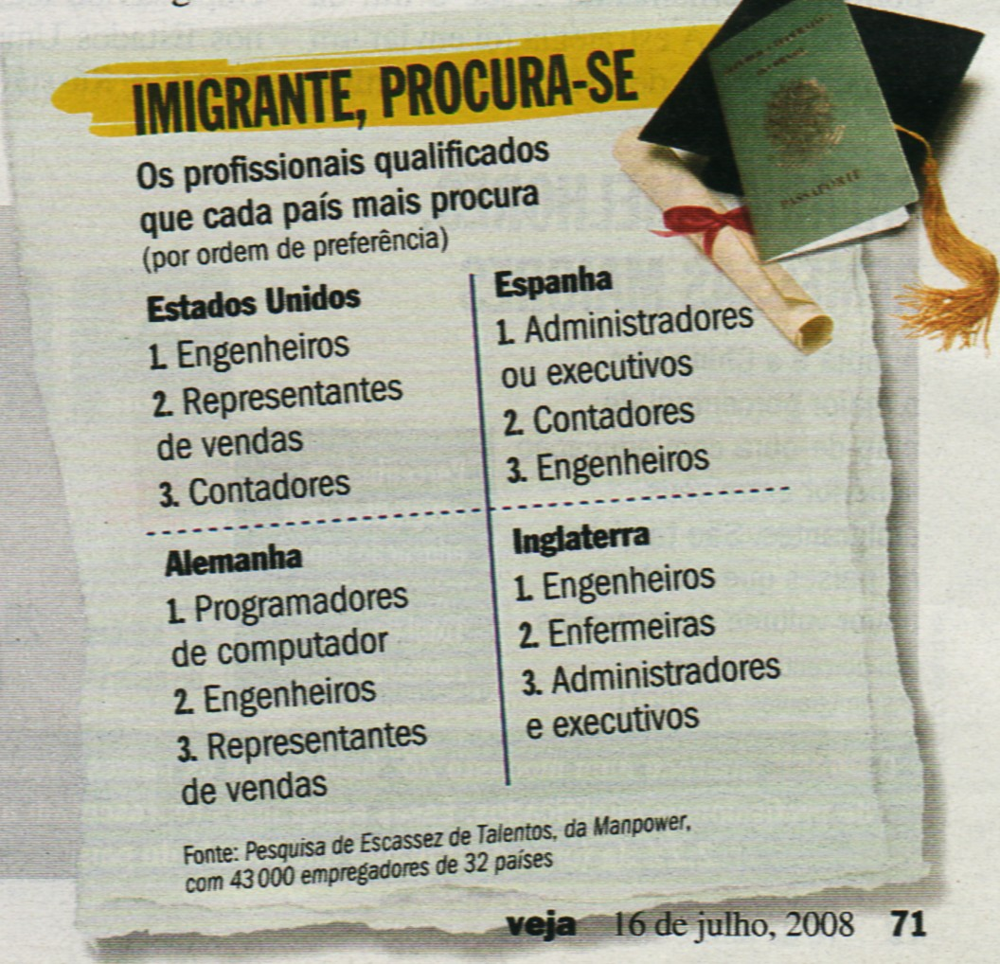 IMIGRANTE, PROCURA-SE
Os profissionais qualificados
que cada país mais procura
(por ordem de preferência)
Estados Unidos
1. Engenheiros
2. Representantes
de vendas
3. Contadores
Espanha
1. Administradores
ou executivos
2. Contadores
3. Engenheiros
Alemanha
1. Programadores
de computador
2. Engenheiros
3. Representantes
de vendas
Inglaterra
1. Engenheiros
2. Enfermeiras
3. Administradores
e executivos
Fonte: Pesquisa de Escassez de Talentos, da Manpower,
com 43 000 empregadores de 32 países
PASSAPORTE
veja 16 de julho, 2008 71